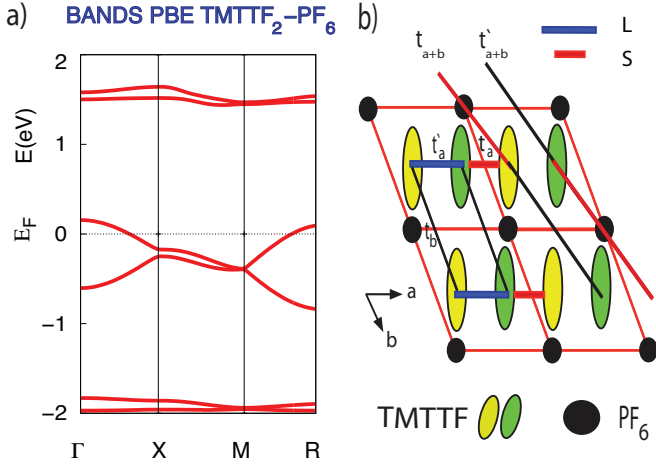 a)
BANDS PBE TMTTF2-PF6
E(eV)
2
1
0
-1
-2
EF
Γ X M R
b)
ta+b t`a+b
L
S
t`a ta
tb
a
b
TMTTF
PF6